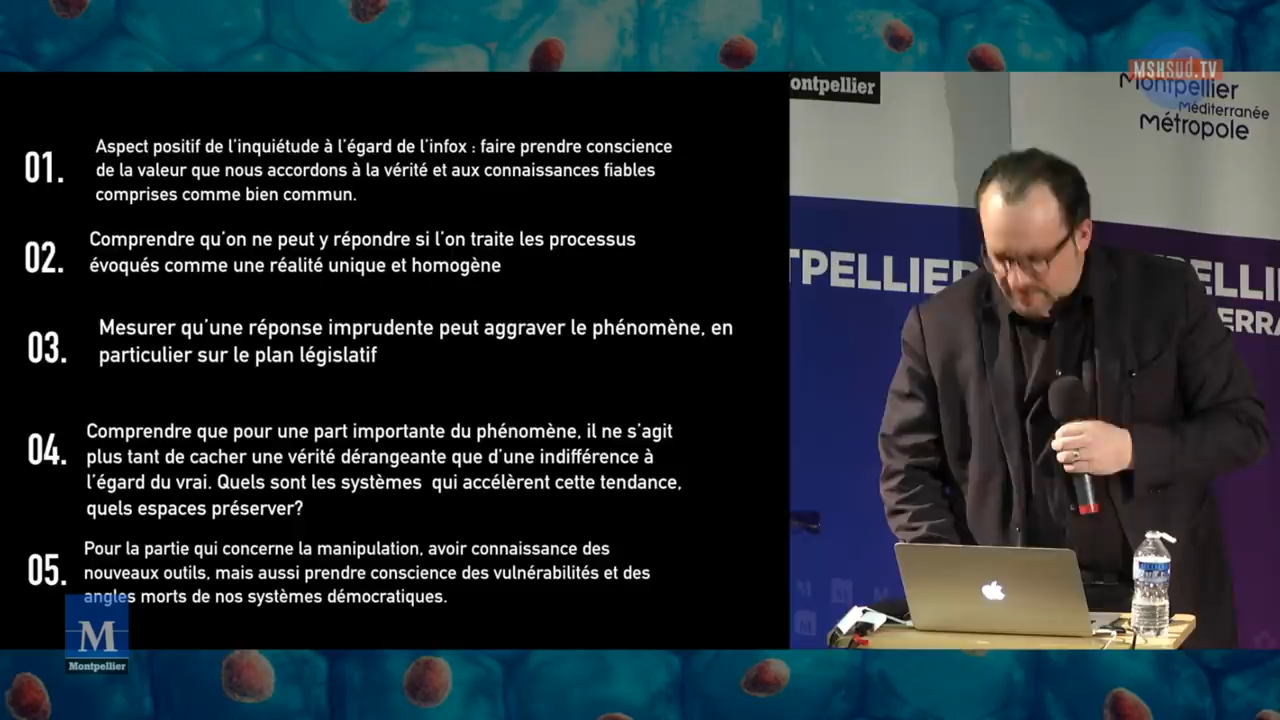 01.
Aspect positif de l'inquiétude à l'égard de l'infox : faire prendre conscience
de la valeur que nous accordons à la vérité et aux connaissances fiables
comprises comme bien commun.
02.
Comprendre qu'on ne peut y répondre si l'on traite les processus
évoqués comme une réalité unique et homogène
03.
Mesurer qu'une réponse imprudente peut aggraver le phénomène, en
particulier sur le plan législatif
04.
Comprendre que pour une part importante du phénomène, il ne s'agit
plus tant de cacher une vérité dérangeante que d'une indifférence à
l'égard du vrai. Quels sont les systèmes qui accélèrent cette tendance,
quels espaces préserver?
05.
Pour la partie qui concerne la manipulation, avoir connaissance des
nouveaux outils, mais aussi prendre conscience des vulnérabilités et des
angles morts de nos systèmes démocratiques.
M
Montpellier
ontpellier
MSHSUD.TV
Montpellier
Méditerranée
Métropole
TPELLIER
PELLI
ERRA